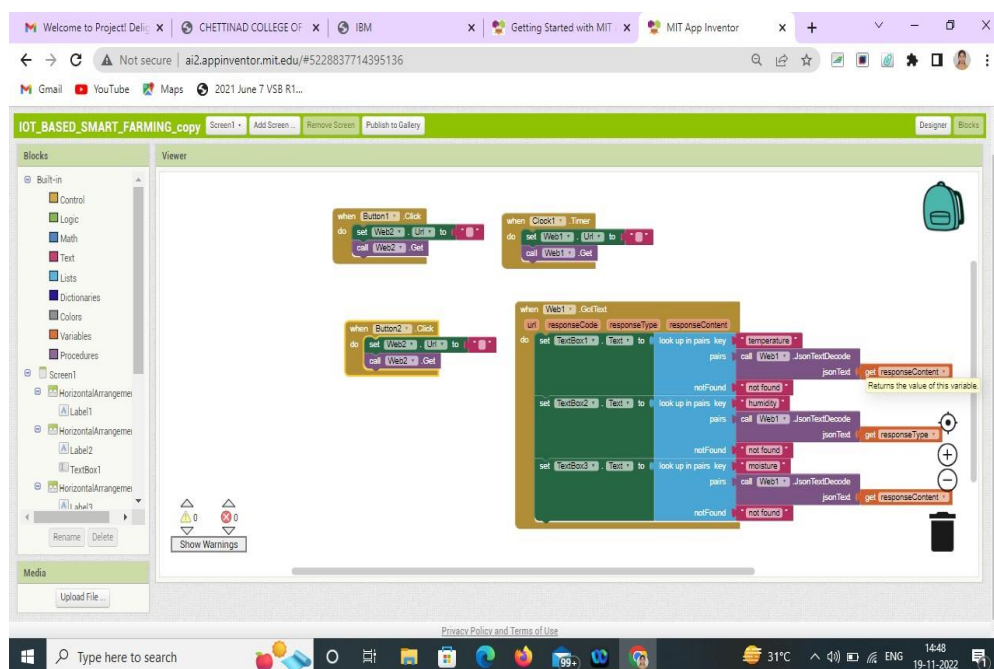 Welcome to Project! Delig
CHETTINAD COLLEGE OF
IBM
Getting Started with MIT
MIT App Inventor
Not secure | ai2.appinventor.mit.edu/#5228837714395136
Gmail YouTube Maps 2021 June 7 VSB R1...
IOT_BASED_SMART_FARMING_copy Screen1 Add Screen ... Remove Screen Publish to Gallery Designer Blocks
Blocks
Viewer
Built-in
Control
Logic
Math
Text
Lists
Dictionaries
Colors
Variables
Procedures
Screen1
HorizontalArrangeme
Label1
HorizontalArrangeme
Label2
TextBox1
HorizontalArrangeme
Label3
Rename Delete
Media
Upload File ...
when Button1 .Click
do set Web2 . Url to " "
call Web2 .Get
when Clock1 .Timer
do set Web1 . Url to " "
call Web1 .Get
when Button2 .Click
do set Web2 . Url to " "
call Web2 .Get
when Web1 .GotText
url responseCode responseType responseContent
do set TextBox1 . Text to look up in pairs key " temperature "
pairs call Web1 .JsonTextDecode
jsonText get responseContent
notFound " not found "
Returns the value of this variable.
set TextBox2 . Text to look up in pairs key " humidity "
pairs call Web1 .JsonTextDecode
jsonText get responseType
notFound " not found "
set TextBox3 . Text to look up in pairs key " moisture "
pairs call Web1 .JsonTextDecode
jsonText get responseContent
notFound " not found "
0 0
Show Warnings
Privacy Policy and Terms of Use
Type here to search
99+
31°C ENG
14:48
19-11-2022